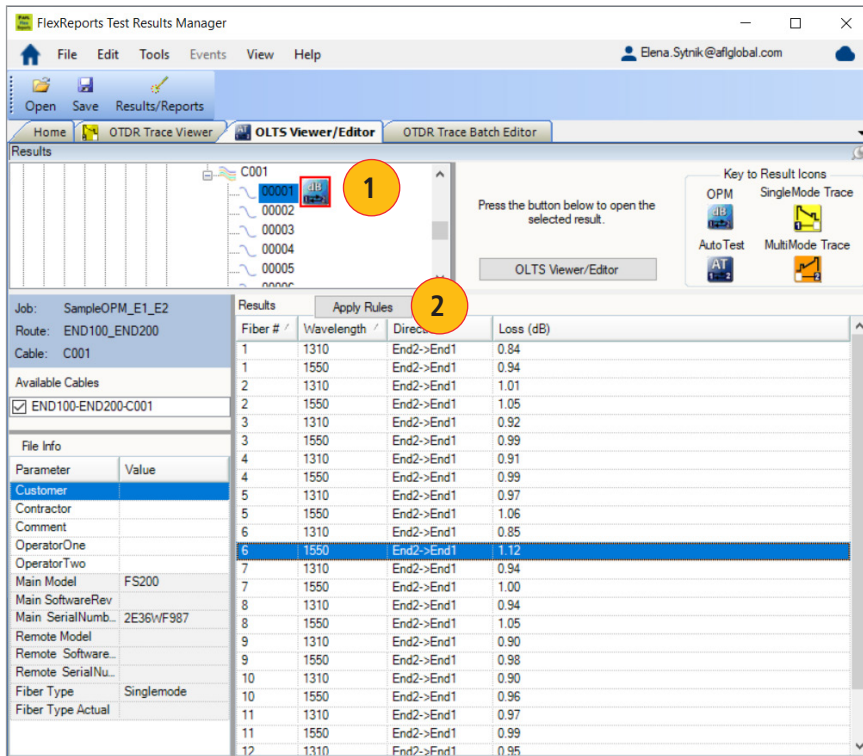 FlexReports Test Results Manager
File Edit Tools Events View Help Elena.Sytnik@aflglobal.com
Open Save Results/Reports
Home OTDR Trace Viewer OLTS Viewer/Editor OTDR Trace Batch Editor
Results
C001
00001
00002
00003
00004
00005
1
Press the button below to open the
selected result.
OLTS Viewer/Editor
Key to Result Icons
OPM SingleMode Trace
AutoTest MultiMode Trace
Job: SampleOPM_E1_E2
Route: END100_END200
Cable: C001
Available Cables
END100-END200-C001
File Info
Parameter Value
Customer
Contractor
Comment
OperatorOne
OperatorTwo
Main Model FS200
Main SoftwareRev
Main SerialNumb... 2E36WF987
Remote Model
Remote Software...
Remote SerialNu...
Fiber Type Singlemode
Fiber Type Actual
Results Apply Rules 2
Fiber # Wavelength Loss (dB)
1 1310 End2->End1 0.84
1 1550 End2->End1 0.94
2 1310 End2->End1 1.01
2 1550 End2->End1 1.05
3 1310 End2->End1 0.92
3 1550 End2->End1 0.99
4 1310 End2->End1 0.91
4 1550 End2->End1 0.99
5 1310 End2->End1 0.97
5 1550 End2->End1 1.06
6 1310 End2->End1 0.85
6 1550 End2->End1 1.12
7 1310 End2->End1 0.94
7 1550 End2->End1 1.00
8 1310 End2->End1 0.94
8 1550 End2->End1 1.05
9 1310 End2->End1 0.90
9 1550 End2->End1 0.98
10 1310 End2->End1 0.90
10 1550 End2->End1 0.96
11 1310 End2->End1 0.97
11 1550 End2->End1 0.99
12 1310 End2->End1 0.95